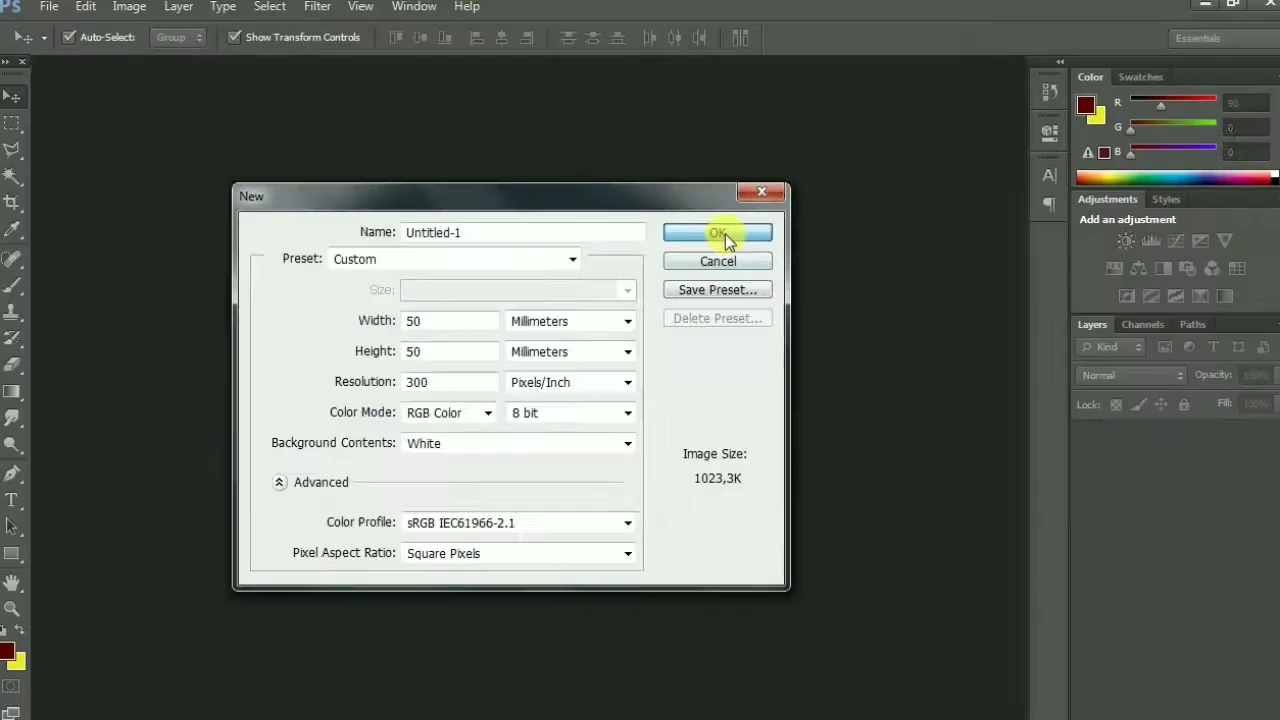 Ps File Edit Image Layer Type Select Filter View Window Help
Auto-Select: Group Show Transform Controls Essentials
Color Swatches
R 90
G 0
B 0
Adjustments Styles
Add an adjustment
Layers Channels Paths
Kind
Normal Opacity: 100%
Lock: Fill: 100%
New
Name: Untitled-1 OK
Preset: Custom Cancel
Size: Save Preset...
Width: 50 Millimeters Delete Preset...
Height: 50 Millimeters
Resolution: 300 Pixels/Inch
Color Mode: RGB Color 8 bit
Background Contents: White
Image Size:
1023,3K
Advanced
Color Profile: sRGB IEC61966-2.1
Pixel Aspect Ratio: Square Pixels